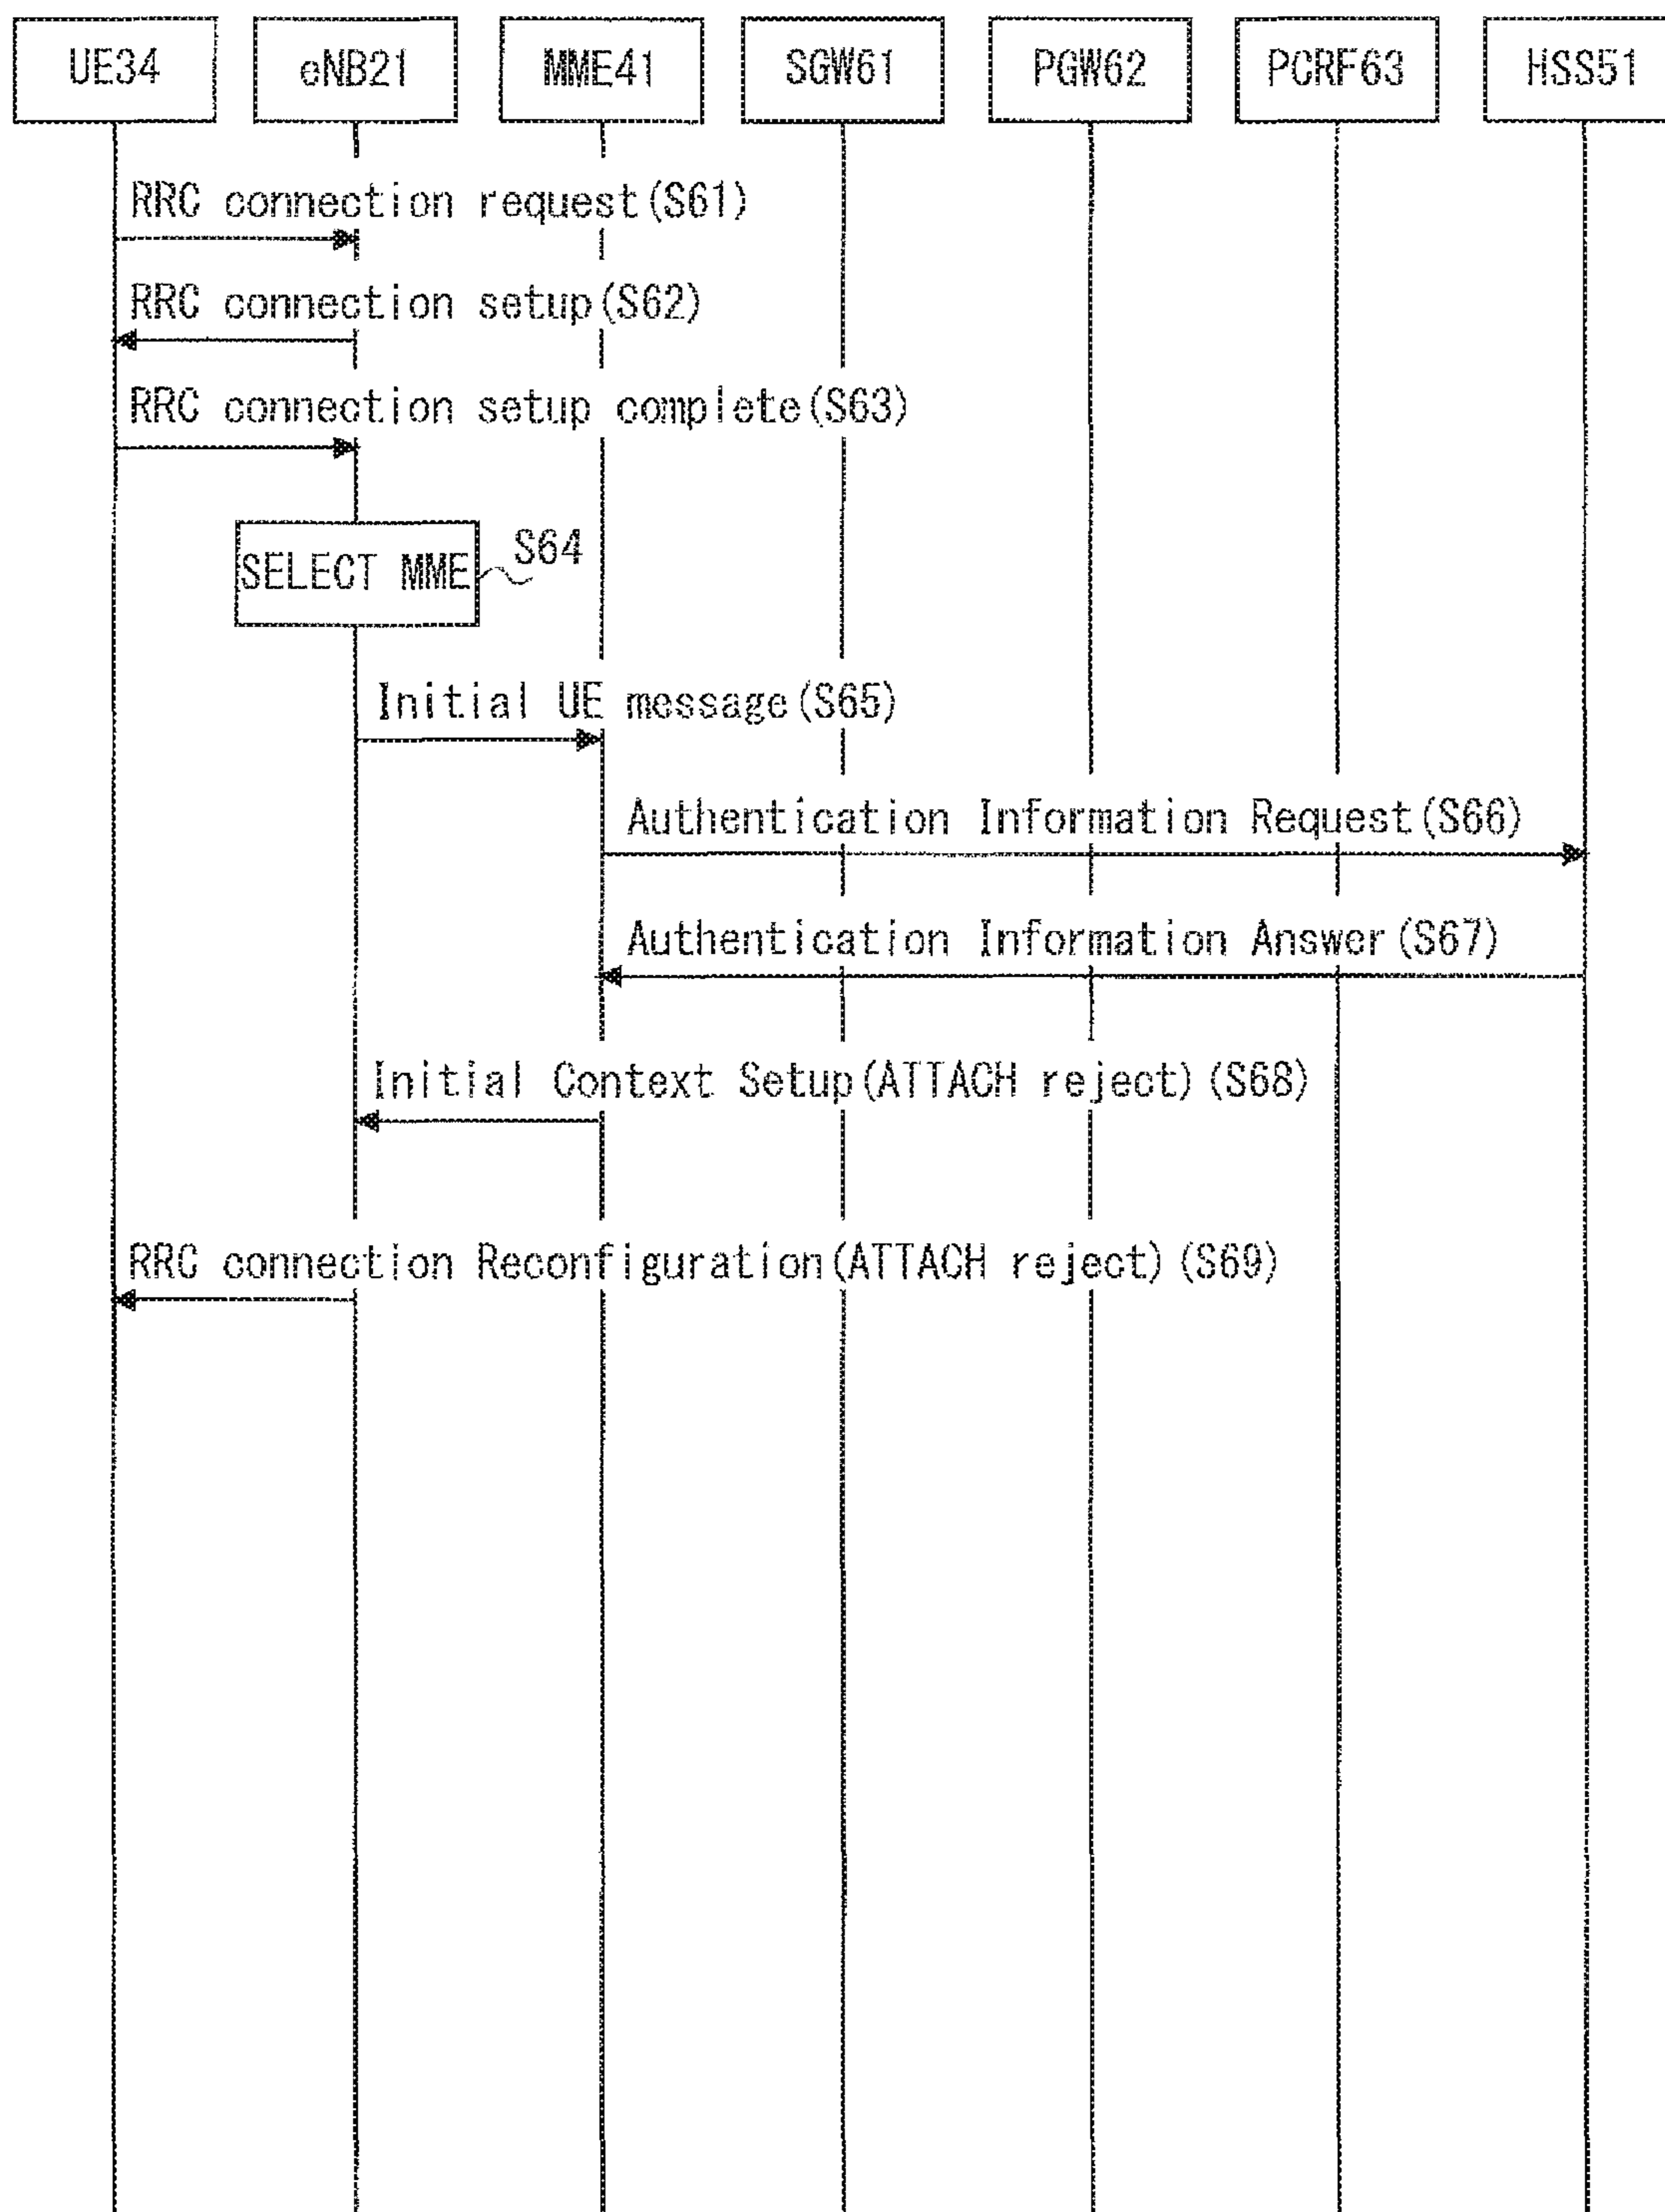 UE34 eNB21 MME41 SGW61 PGW62 PCRF63 HSS51
RRC connection request(S61)
RRC connection setup(S62)
RRC connection setup complete(S63)
SELECT MME S64
Initial UE message(S65)
Authentication Information Request(S66)
Authentication Information Answer(S67)
Initial Context Setup(ATTACH reject)(S68)
RRC connection Reconfiguration(ATTACH reject)(S69)